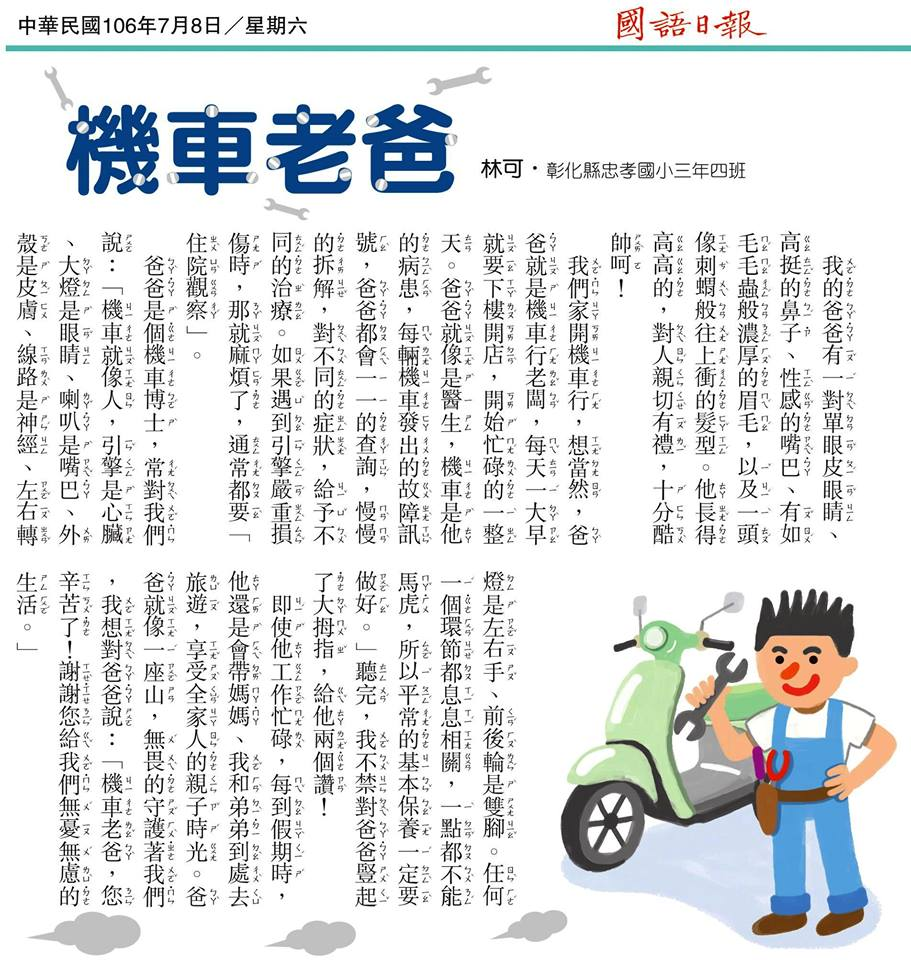 中華民國106年7月8日／星期六
國語日報
機車老爸
林可・彰化縣忠孝國小三年四班
我的爸爸有一對單眼皮眼睛、
高挺的鼻子、性感的嘴巴、有如
毛毛蟲般濃厚的眉毛，以及一頭
像刺蝟般往上衝的髮型。他長得
高高的，對人親切有禮，十分酷
帥呵！
我們家開機車行，想當然，爸
爸就是機車行老闆，每天一大早
就要下樓開店，開始忙碌的一整
天。爸爸就像是醫生，機車是他
的病患，每輛機車發出的故障訊
號，爸爸都會一一的查詢，慢慢
的拆解，對不同的症狀，給予不
同的治療。如果遇到引擎嚴重損
傷時，那就麻煩了，通常都要「
住院觀察」。
爸爸是個機車博士，常對我們
說：「機車就像人，引擎是心臟
、大燈是眼睛、喇叭是嘴巴、外
殼是皮膚、線路是神經、左右轉
燈是左右手、前後輪是雙腳。任何
一個環節都息息相關，一點都不能
馬虎，所以平常的基本保養一定要
做好。」聽完，我不禁對爸爸豎起
了大拇指，給他兩個讚！
即使他工作忙碌，每到假期時，
他還是會帶媽媽、我和弟弟到處去
旅遊，享受全家人的親子時光。爸
爸就像一座山，無畏的守護著我們
，我想對爸爸說：「機車老爸，您
辛苦了！謝謝您給我們無憂無慮的
生活。」